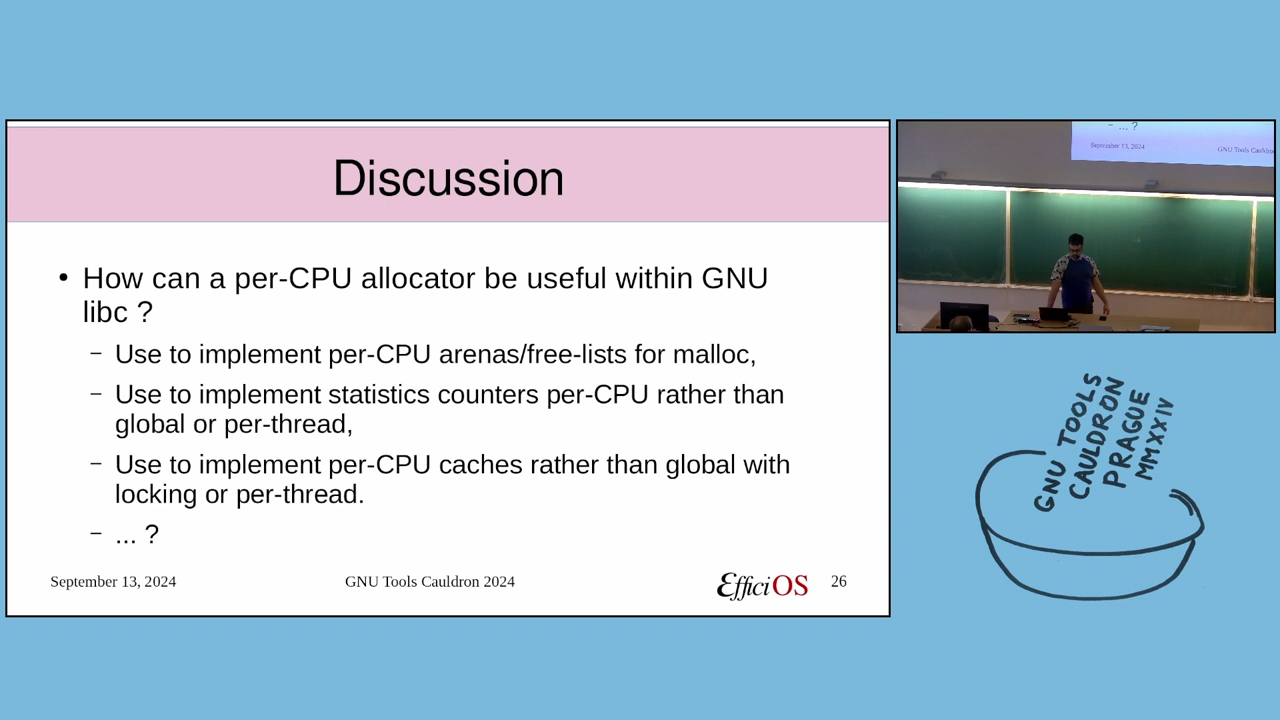 Discussion
• How can a per-CPU allocator be useful within GNU
libc ?
– Use to implement per-CPU arenas/free-lists for malloc,
– Use to implement statistics counters per-CPU rather than
global or per-thread,
– Use to implement per-CPU caches rather than global with
locking or per-thread.
– ... ?
September 13, 2024
GNU Tools Cauldron 2024
EfficiOS
26
– ... ?
September 13, 2024
GNU Tools Cauldro
GNU TOOLS
CAULDRON
PRAGUE
MMXXIV